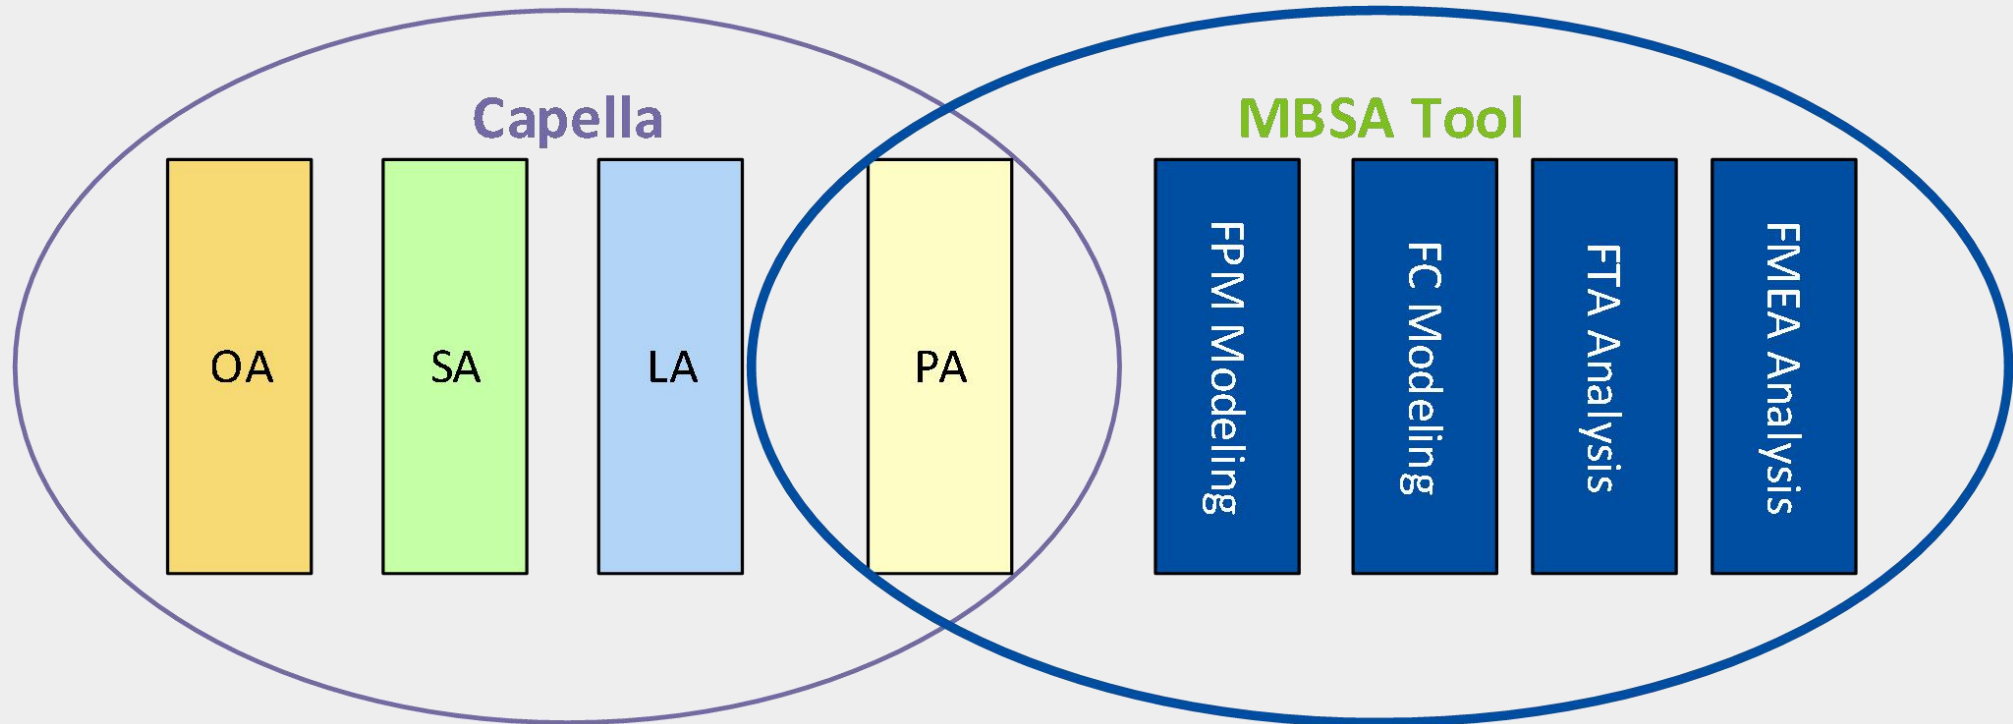 Capella
MBSA Tool
OA
SA
LA
PA
FPM Modeling
FC Modeling
FTA Analysis
FMEA Analysis